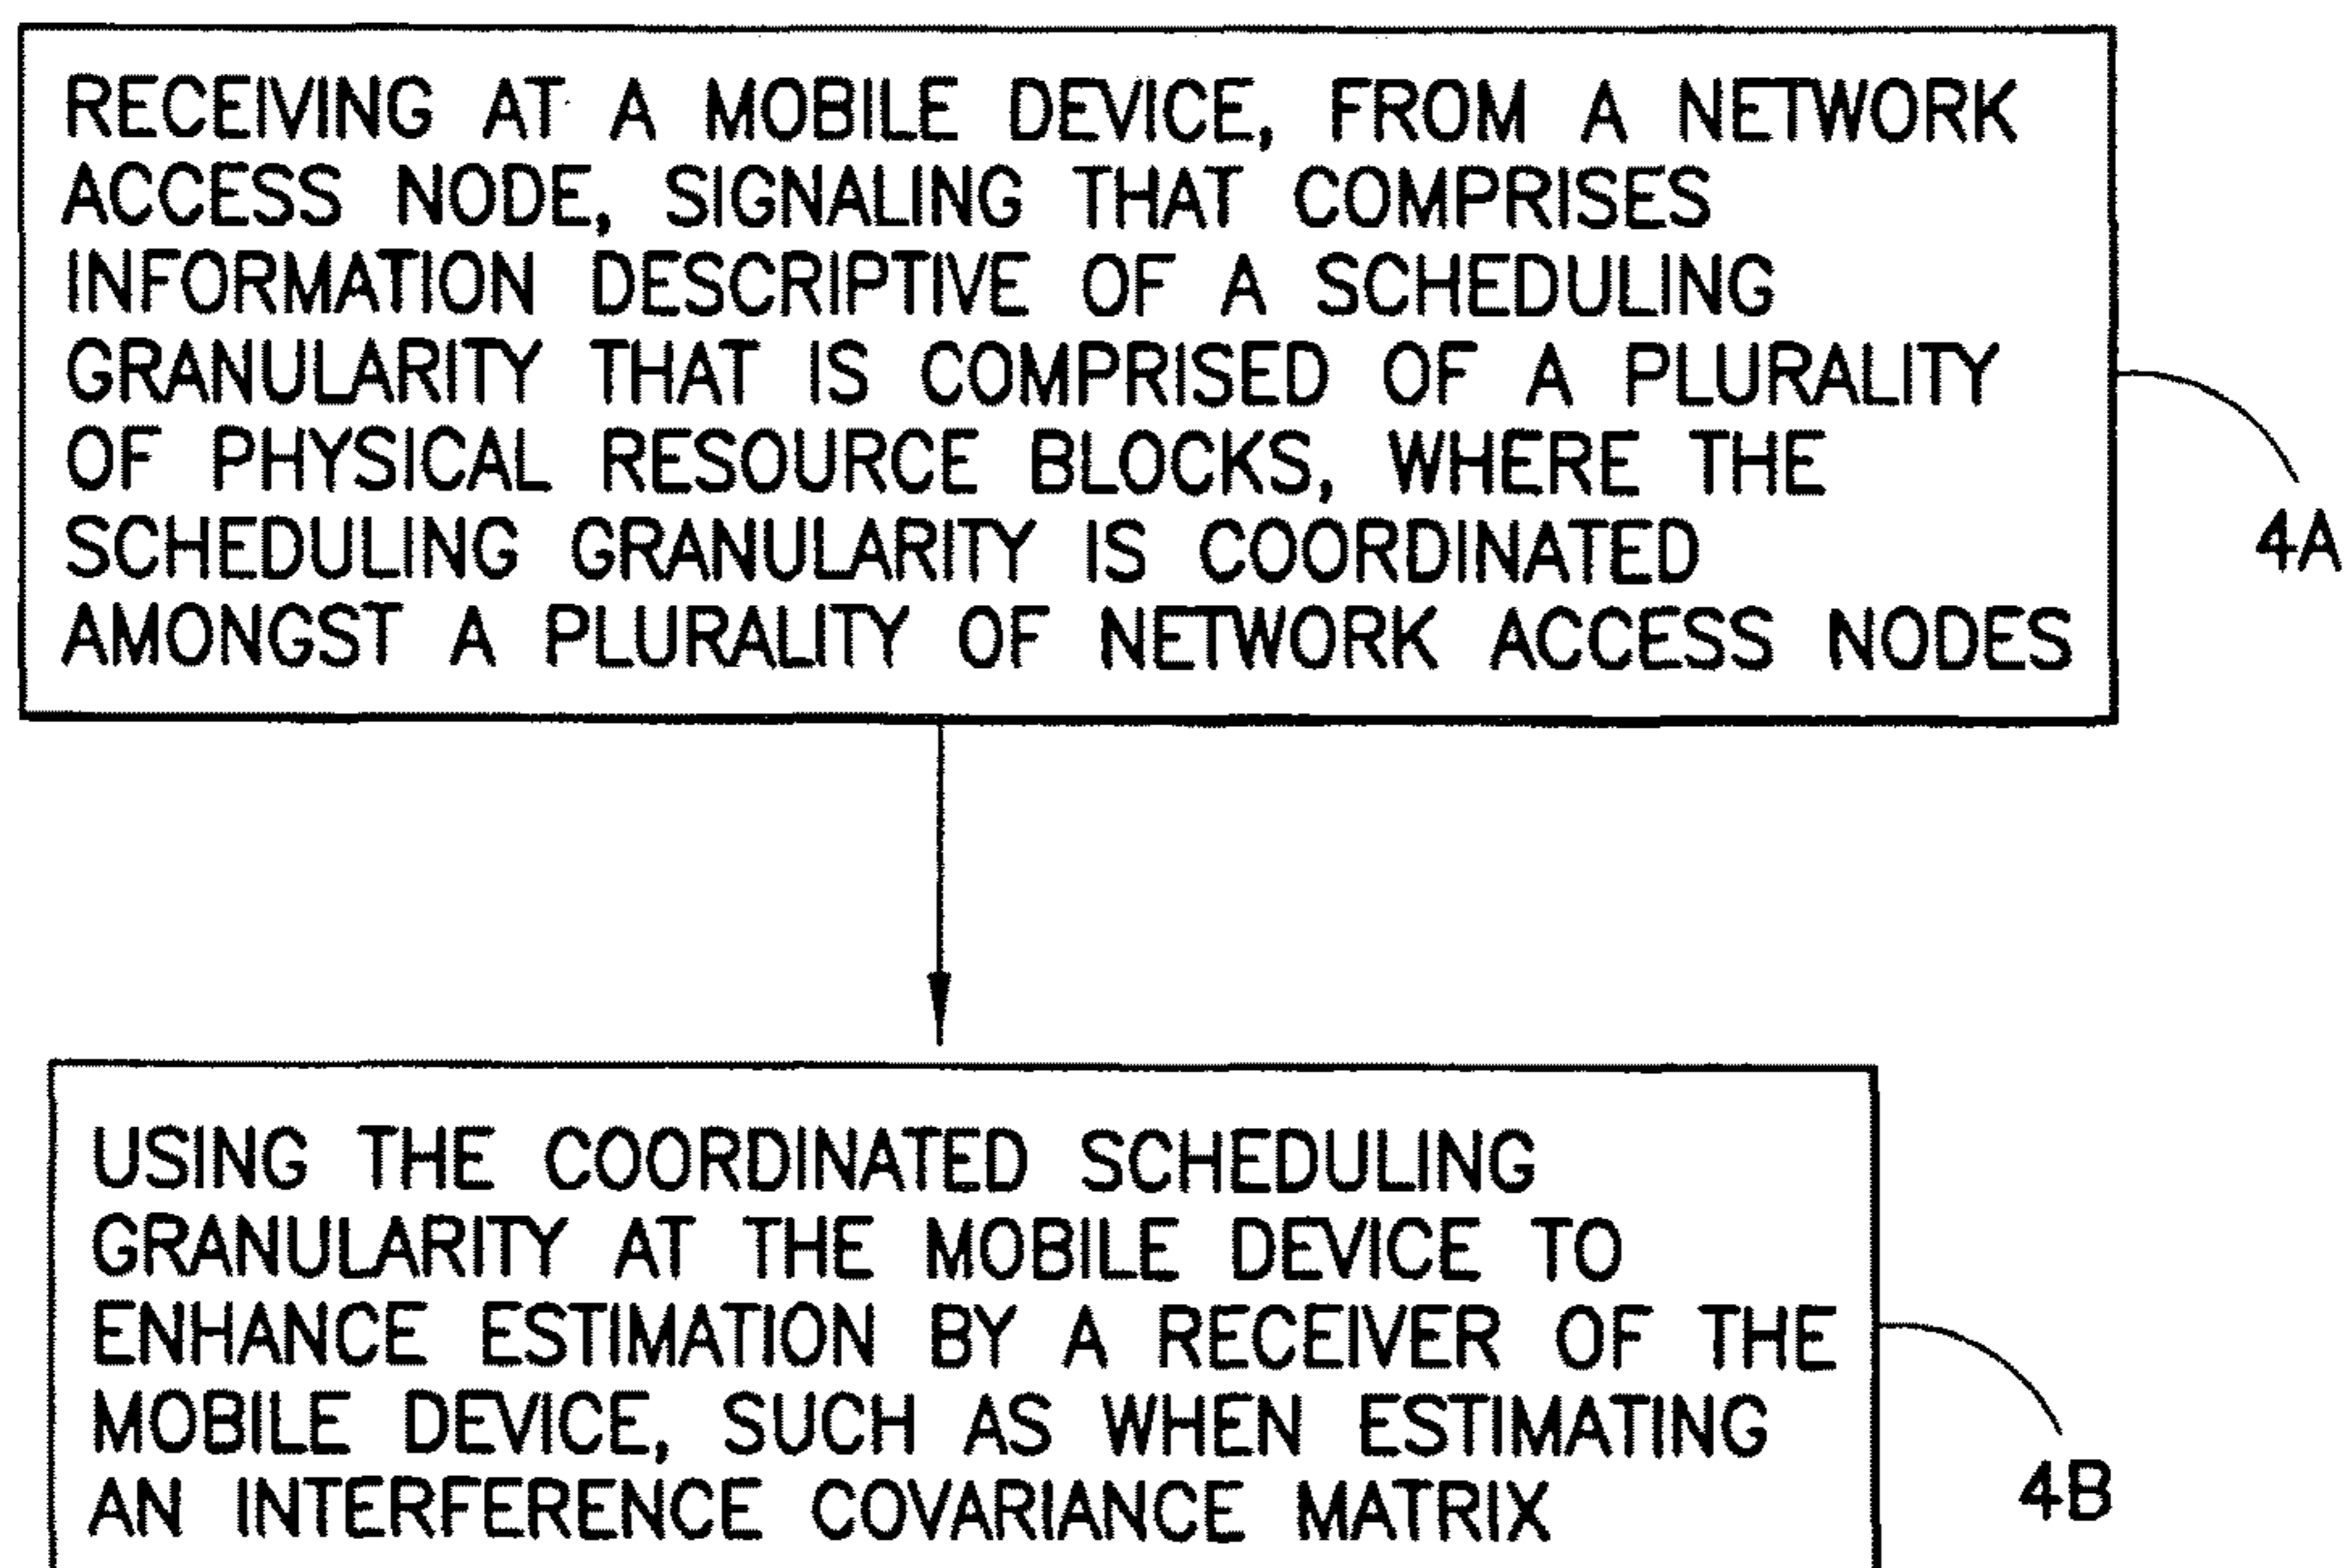 RECEIVING AT A MOBILE DEVICE, FROM A NETWORK
ACCESS NODE, SIGNALING THAT COMPRISES
INFORMATION DESCRIPTIVE OF A SCHEDULING
GRANULARITY THAT IS COMPRISED OF A PLURALITY
OF PHYSICAL RESOURCE BLOCKS, WHERE THE
SCHEDULING GRANULARITY IS COORDINATED
AMONGST A PLURALITY OF NETWORK ACCESS NODES
4A
USING THE COORDINATED SCHEDULING
GRANULARITY AT THE MOBILE DEVICE TO
ENHANCE ESTIMATION BY A RECEIVER OF THE
MOBILE DEVICE, SUCH AS WHEN ESTIMATING
AN INTERFERENCE COVARIANCE MATRIX
4B